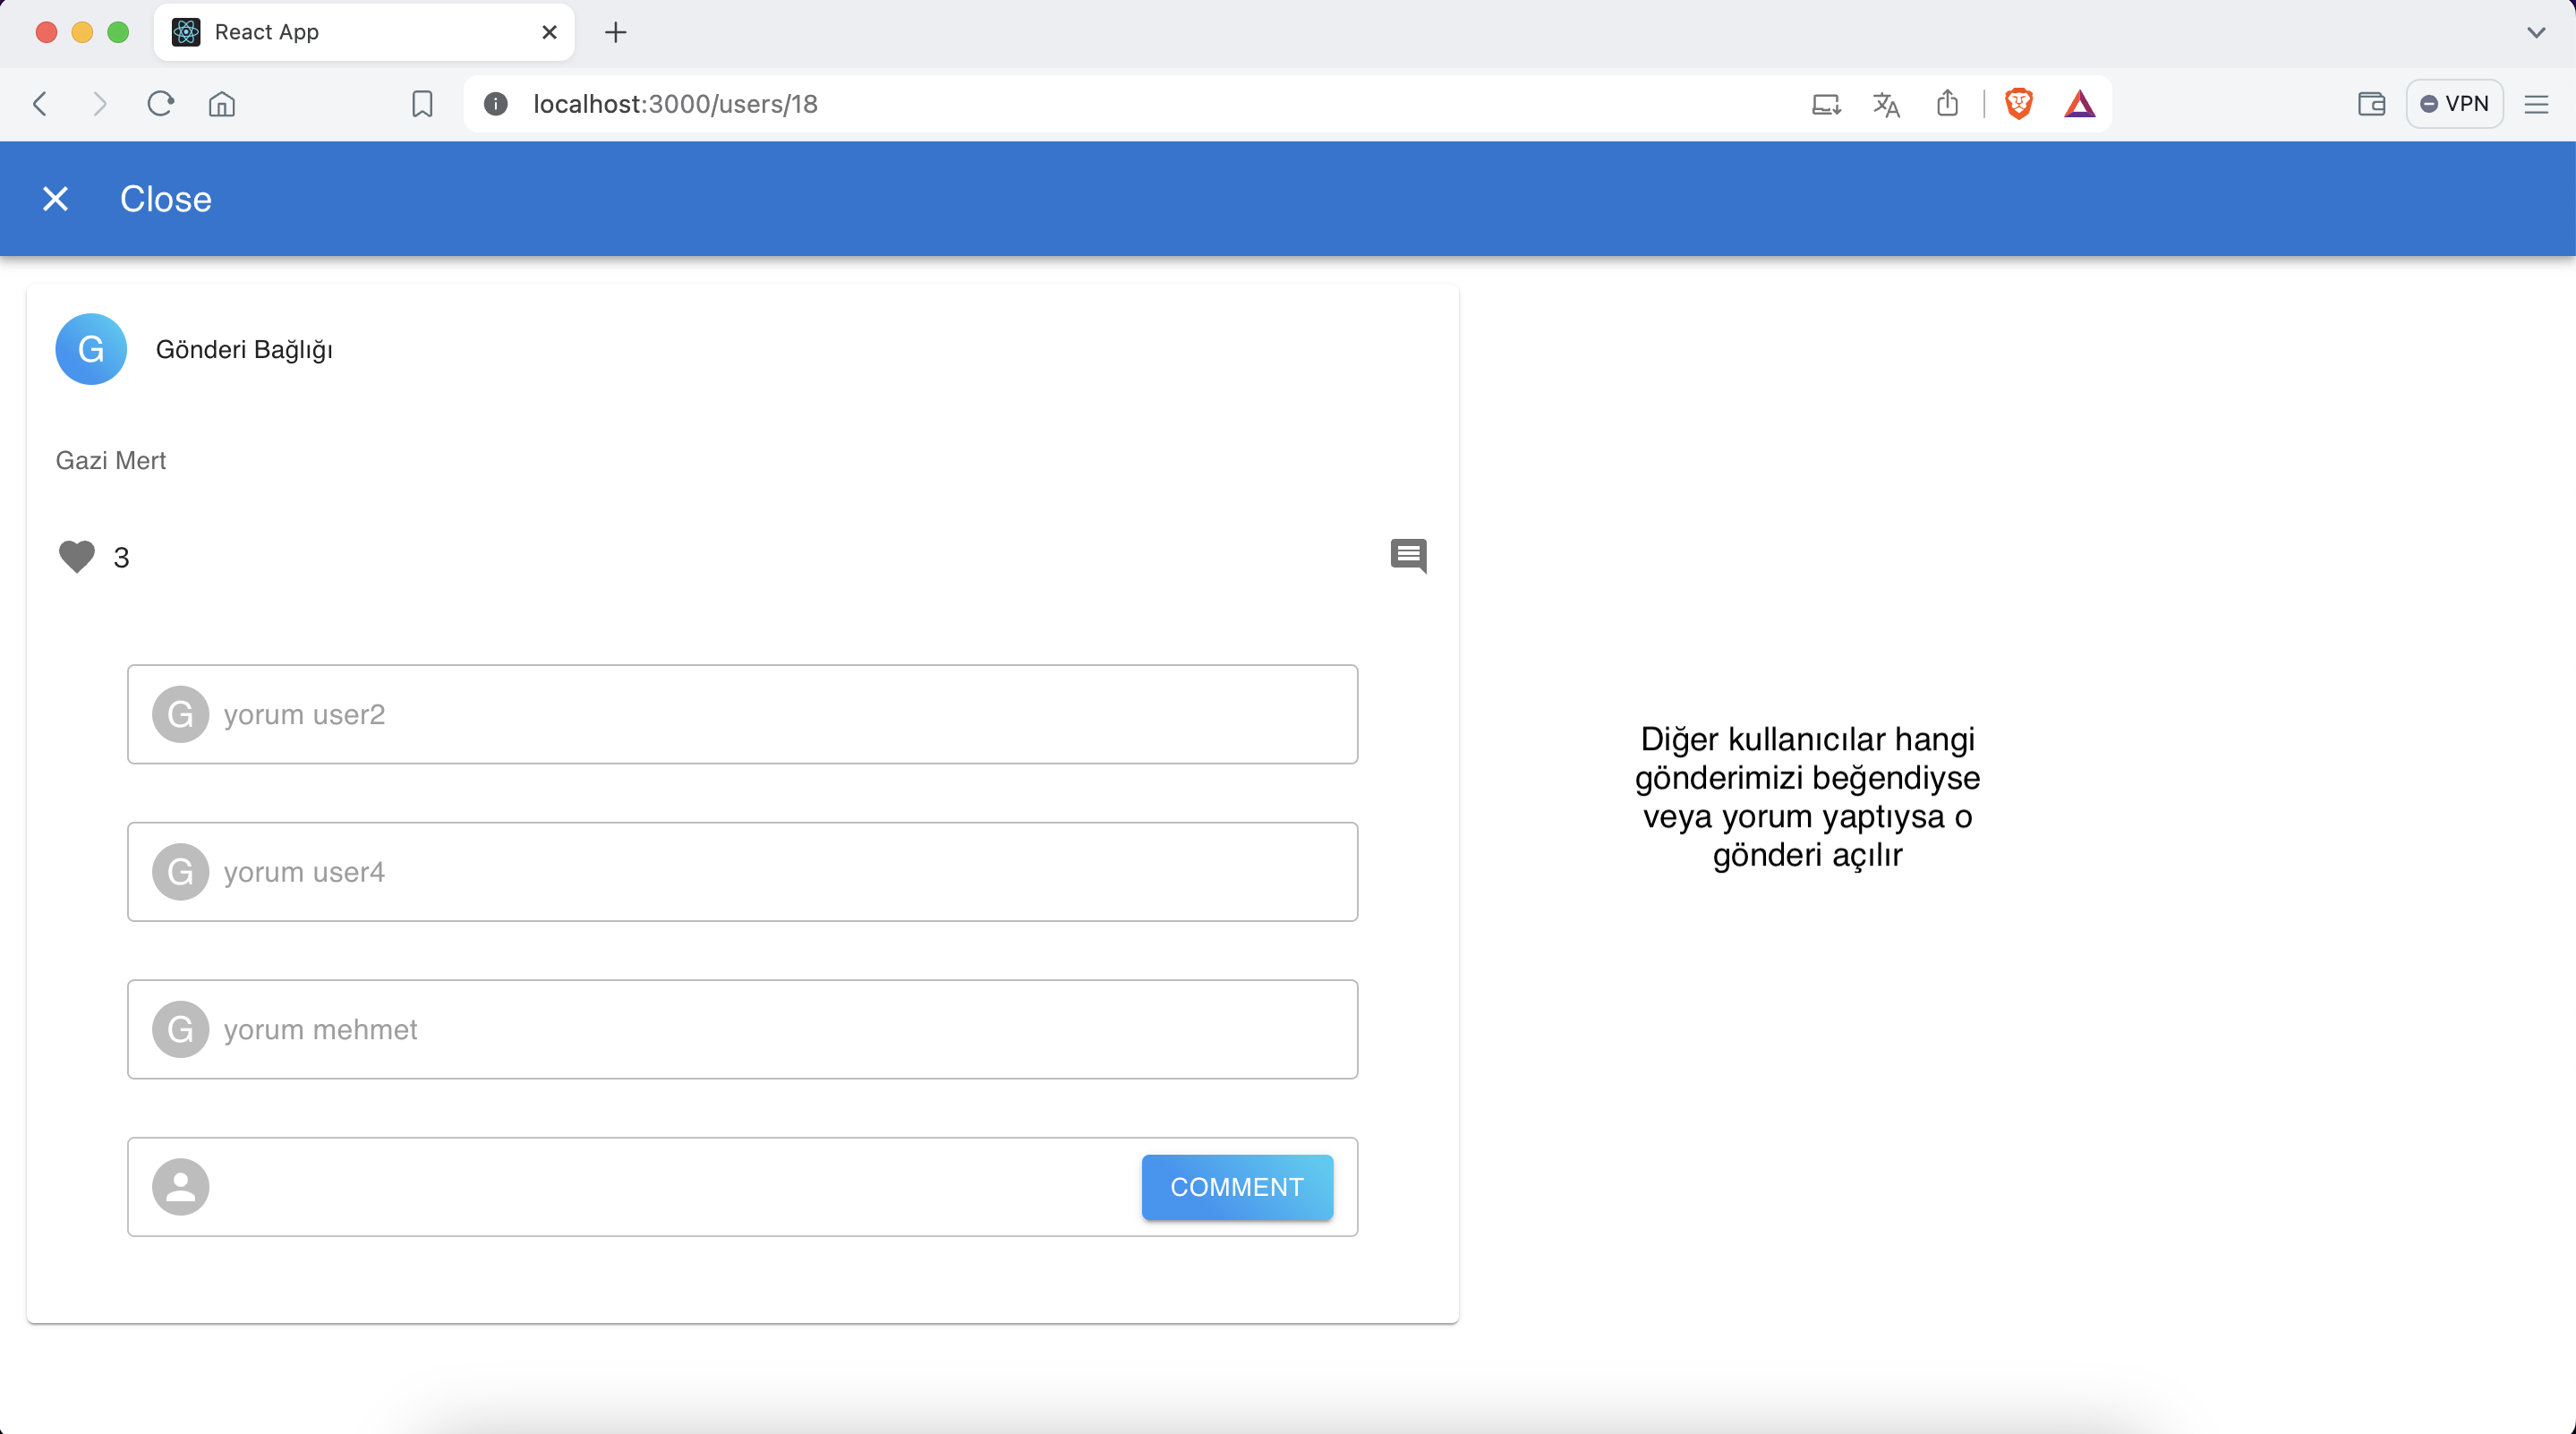 React App
localhost:3000/users/18
VPN
Close
G
Gönderi Bağlığı
Gazi Mert
3
G yorum user2
G yorum user4
G yorum mehmet
COMMENT
Diğer kullanıcılar hangi
gönderimizi beğendiyse
veya yorum yaptıysa o
gönderi açılır